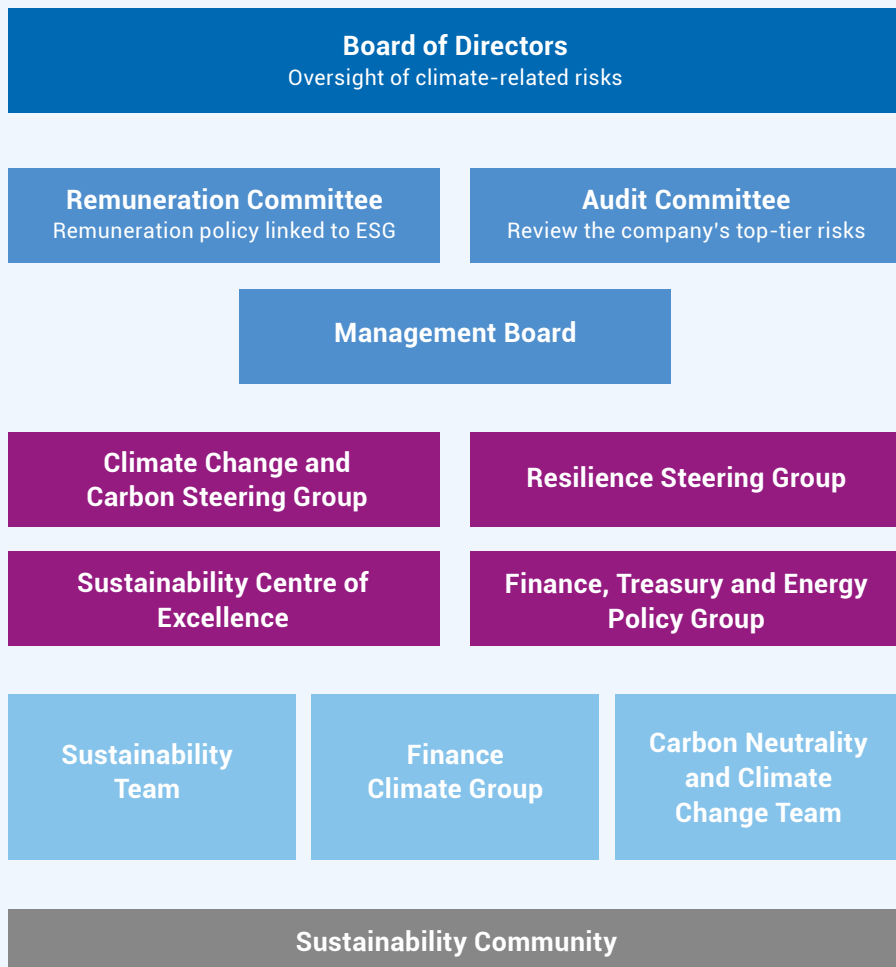 Board of Directors
Oversight of climate-related risks
Remuneration Committee
Remuneration policy linked to ESG
Audit Committee
Review the company's top-tier risks
Management Board
Climate Change and
Carbon Steering Group
Resilience Steering Group
Sustainability Centre of
Excellence
Finance, Treasury and Energy
Policy Group
Sustainability
Team
Finance
Climate Group
Carbon Neutrality
and Climate
Change Team
Sustainability Community